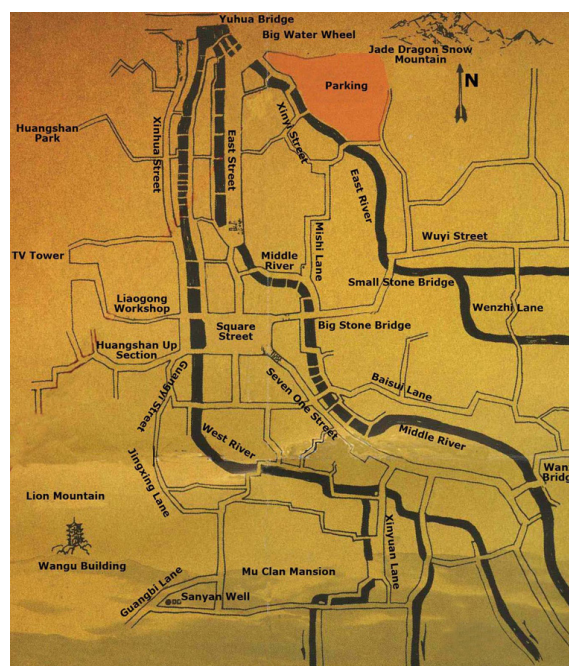 Yuhua Bridge
Big Water Wheel
Jade Dragon Snow
Mountain
N
Parking
Huangshan
Park
Xinhua Street
East Street
Xinyi Street
East River
Mishi Lane
Wuyi Street
TV Tower
Middle
River
Small Stone Bridge
Liaogong
Workshop
Wenzhi Lane
Square
Street
Big Stone Bridge
Huangshan Up
Section
Guangyi Street
Seven One Street
Baisui Lane
West River
Middle River
Jingxing Lane
Wan
Bridg
Lion Mountain
Xinyuan Lane
Wangu Building
Mu Clan Mansion
Guangbi Lane
Sanyan Well